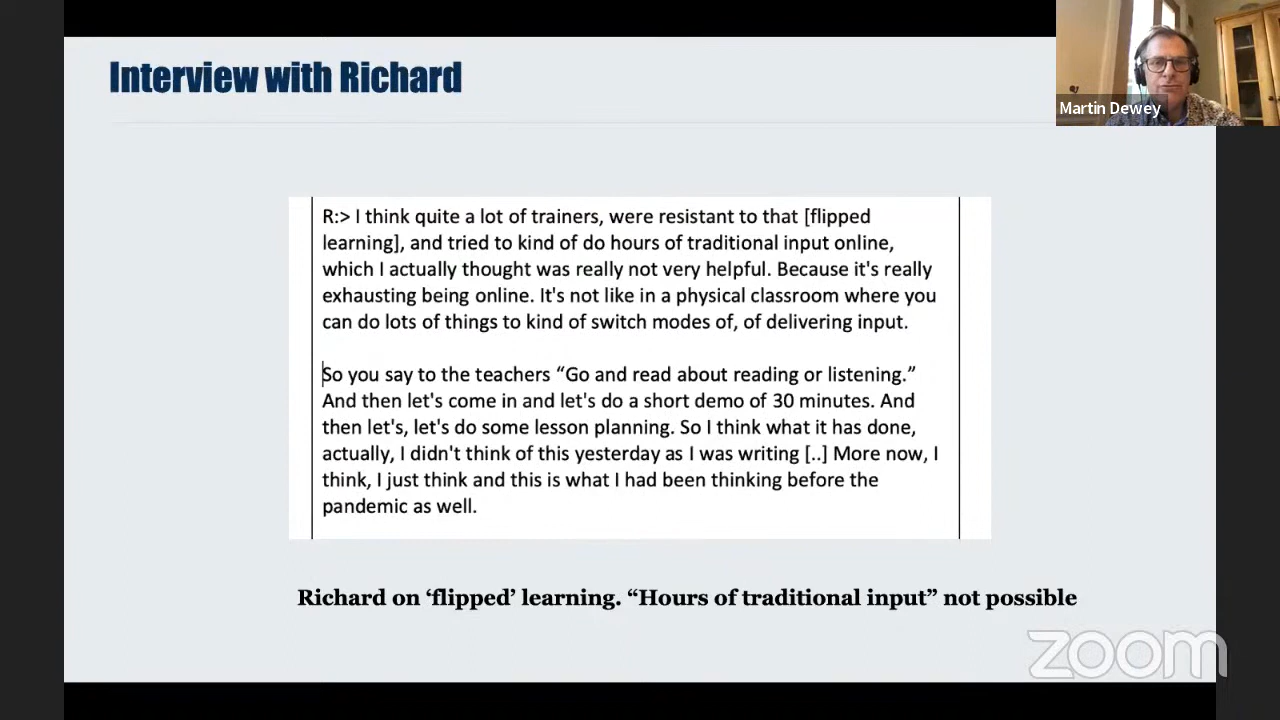 Interview with Richard
Martin Dewey
R:> I think quite a lot of trainers, were resistant to that [flipped
learning], and tried to kind of do hours of traditional input online,
which I actually thought was really not very helpful. Because it's really
exhausting being online. It's not like in a physical classroom where you
can do lots of things to kind of switch modes of, of delivering input.
So you say to the teachers “Go and read about reading or listening.”
And then let's come in and let's do a short demo of 30 minutes. And
then let's, let's do some lesson planning. So I think what it has done,
actually, I didn't think of this yesterday as I was writing [..] More now, I
think, I just think and this is what I had been thinking before the
pandemic as well.
Richard on ‘flipped’ learning. “Hours of traditional input” not possible
zoom